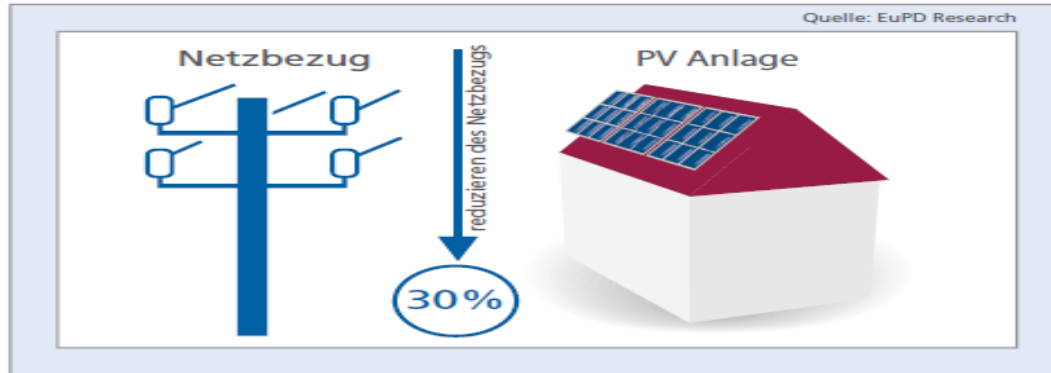 Quelle: EuPD Research
Netzbezug
reduzieren des Netzbezugs
PV Anlage
30%